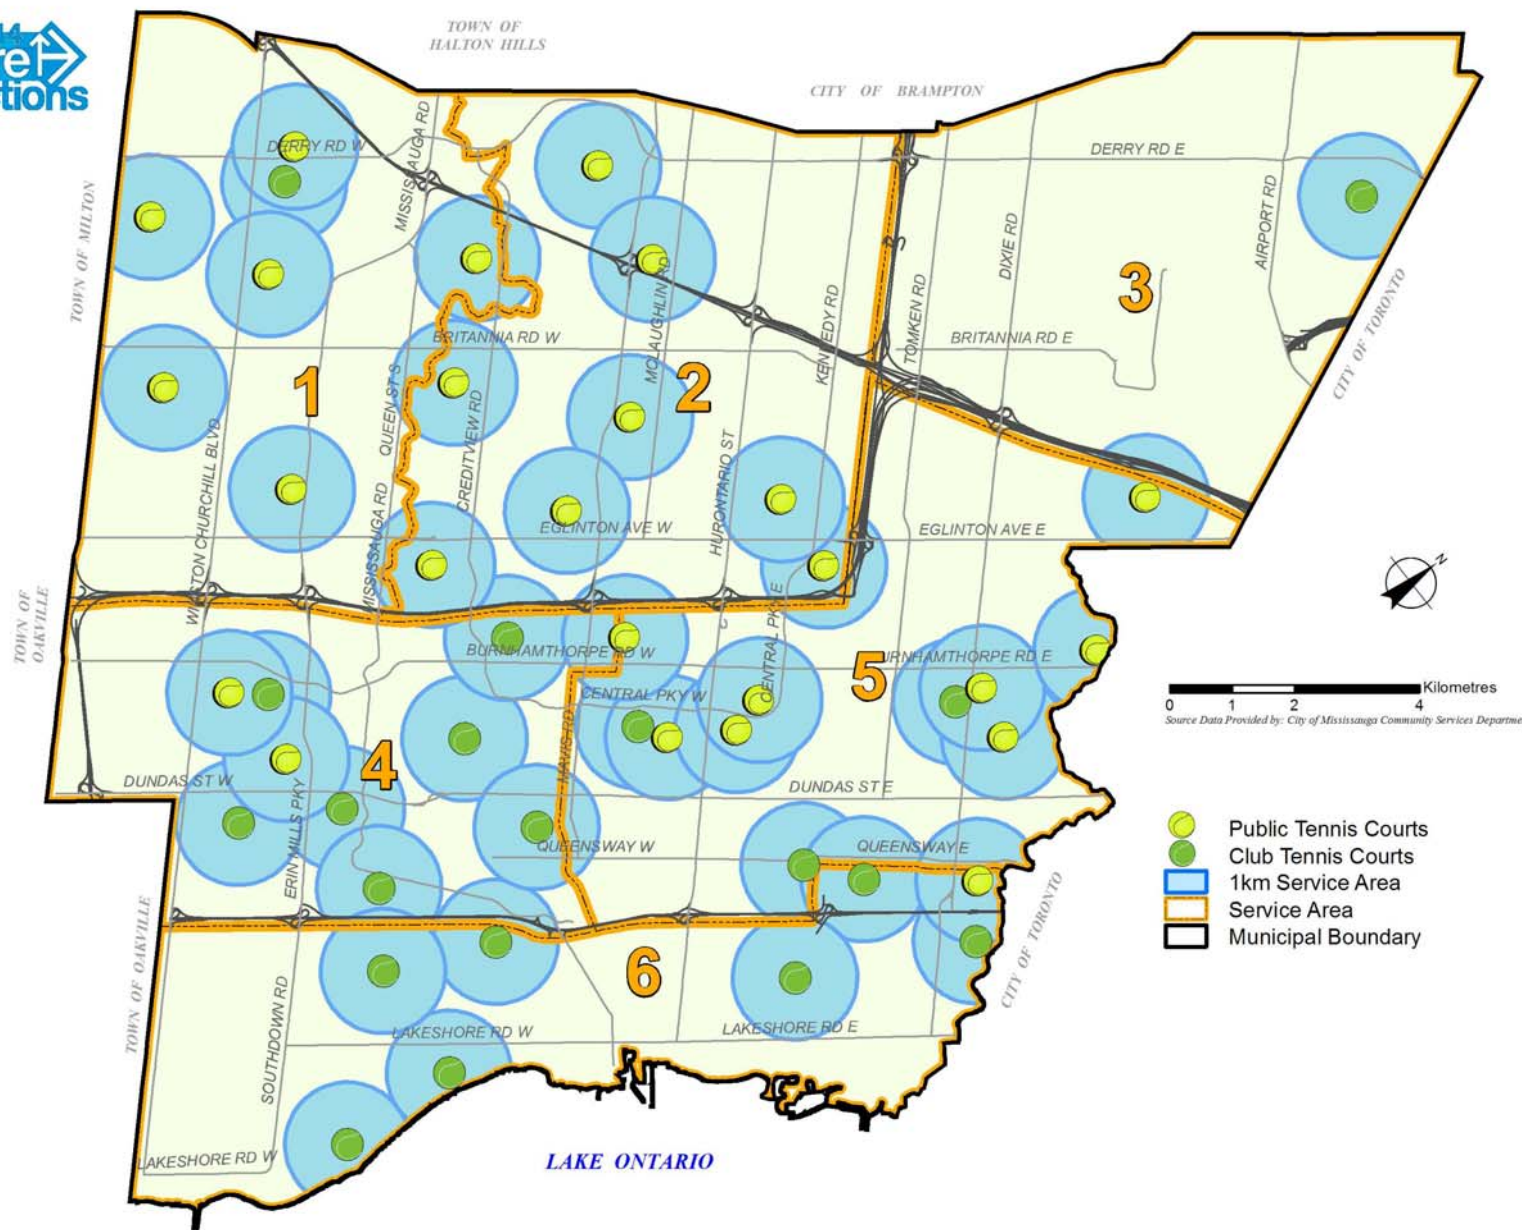 TOWN OF
HALTON HILLS
CITY OF BRAMPTON
DERRY RD W
MISSISSAUGA RD
DERRY RD E
AIRPORT RD
TOWN OF MILTON
DIXIE RD
MCLAUGHLIN RD
KENNEDY RD
TOMKEN RD
3
CITY OF TORONTO
BRITANNIA RD W
BRITANNIA RD E
1
2
QUEEN ST S
CREDITVIEW RD
WINSTON CHURCHILL BLVD
MISSISSAUGA RD
HURONTARIO ST
EGLINTON AVE W
EGLINTON AVE E
N
TOWN OF
OAKVILLE
CENTRAL PKY E
BURNHAMTHORPE RD W
URNHAMTHORPE RD E
5
CENTRAL PKY W
MAVIS RD
Kilometres
0 1 2 4
Source Data Provided by: City of Mississauga Community Services Departme
4
DUNDAS ST W
DUNDAS ST E
ERIN MILLS PKY
QUEENSWAY W
QUEENSWAY E
Public Tennis Courts
Club Tennis Courts
1km Service Area
Service Area
Municipal Boundary
TOWN OF OAKVILLE
CITY OF TORONTO
6
SOUTHDOWN RD
LAKESHORE RD W
LAKESHORE RD E
LAKESHORE RD W
LAKE ONTARIO